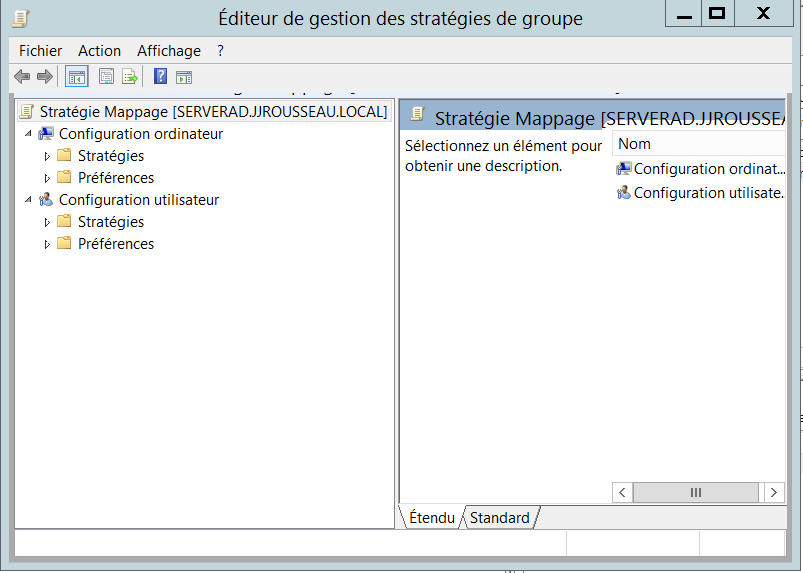 Éditeur de gestion des stratégies de groupe
Fichier Action Affichage ?
Stratégie Mappage [SERVERAD.JJROUSSEAU.LOCAL]
Configuration ordinateur
Stratégies
Préférences
Configuration utilisateur
Stratégies
Préférences
Stratégie Mappage [SERVERAD.JJROUSSEA
Sélectionnez un élément pour
obtenir une description.
Nom
Configuration ordinat...
Configuration utilisate...
Étendu Standard